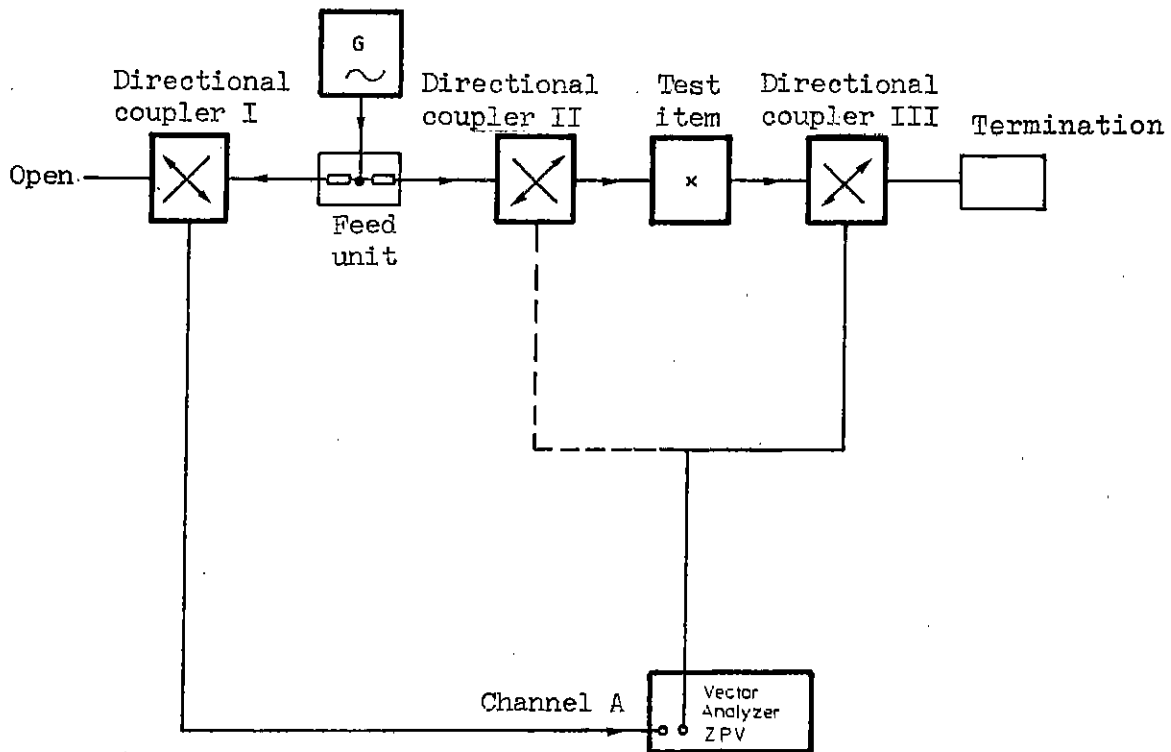 G
Directional
coupler I
Directional
coupler II
Test
item
Directional
coupler III
Termination
Open
x
Feed
unit
Channel A
Vector
Analyzer
ZPV